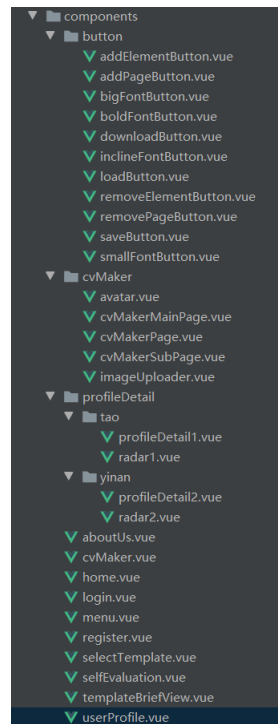 components
button
addElementButton.vue
addPageButton.vue
bigFontButton.vue
boldFontButton.vue
downloadButton.vue
inclineFontButton.vue
loadButton.vue
removeElementButton.vue
removePageButton.vue
saveButton.vue
smallFontButton.vue
cvMaker
avatar.vue
cvMakerMainPage.vue
cvMakerPage.vue
cvMakerSubPage.vue
imageUploader.vue
profileDetail
tao
profileDetail1.vue
radar1.vue
yinan
profileDetail2.vue
radar2.vue
aboutUs.vue
cvMaker.vue
home.vue
login.vue
menu.vue
register.vue
selectTemplate.vue
selfEvaluation.vue
templateBriefView.vue
userProfile.vue